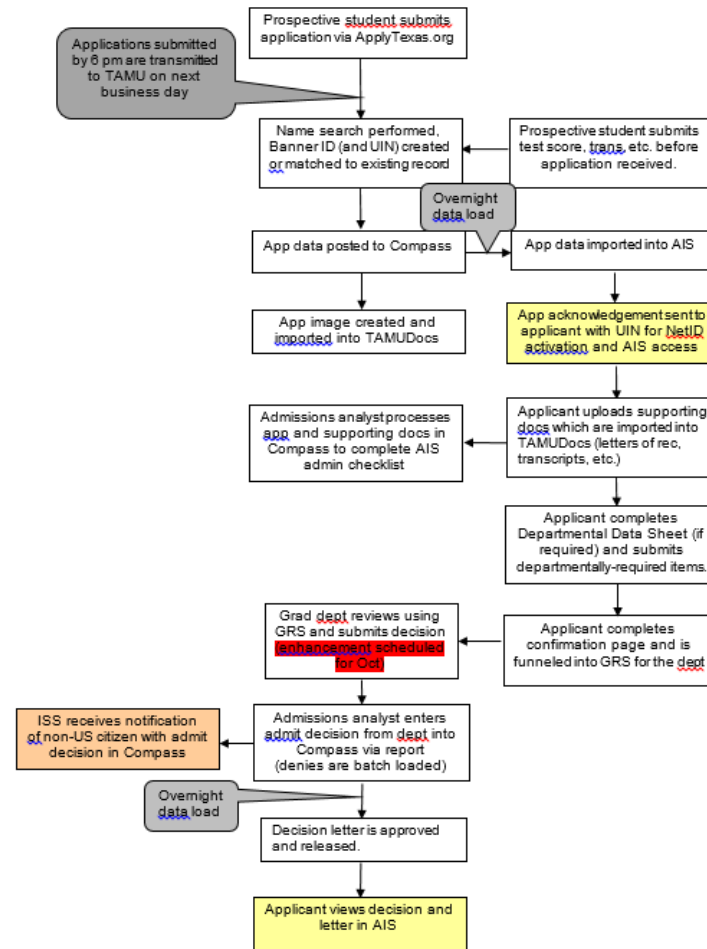 Prospective student submits
application via ApplyTexas.org
Applications submitted
by 6 pm are transmitted
to TAMU on next
business day
Name search performed,
Banner ID (and UIN) created
or matched to existing record
Prospective student submits
test score, trans, etc. before
application received.
Overnight
data load
App data posted to Compass
App data imported into AIS
App image created and
imported into TAMUDocs
App acknowledgement sent to
applicant with UIN for NetID
activation and AIS access
Admissions analyst processes
app and supporting docs in
Compass to complete AIS
admin checklist
Applicant uploads supporting
docs which are imported into
TAMUDocs (letters of rec,
transcripts, etc.)
Applicant completes
Departmental Data Sheet (if
required) and submits
departmentally-required items.
Grad dept reviews using
GRS and submits decision
(enhancement scheduled
for Oct)
Applicant completes
confirmation page and is
funneled into GRS for the dept
ISS receives notification
of non-US citizen with admit
decision in Compass
Admissions analyst enters
admit decision from dept into
Compass via report
(denies are batch loaded)
Overnight
data load
Decision letter is approved
and released.
Applicant views decision and
letter in AIS